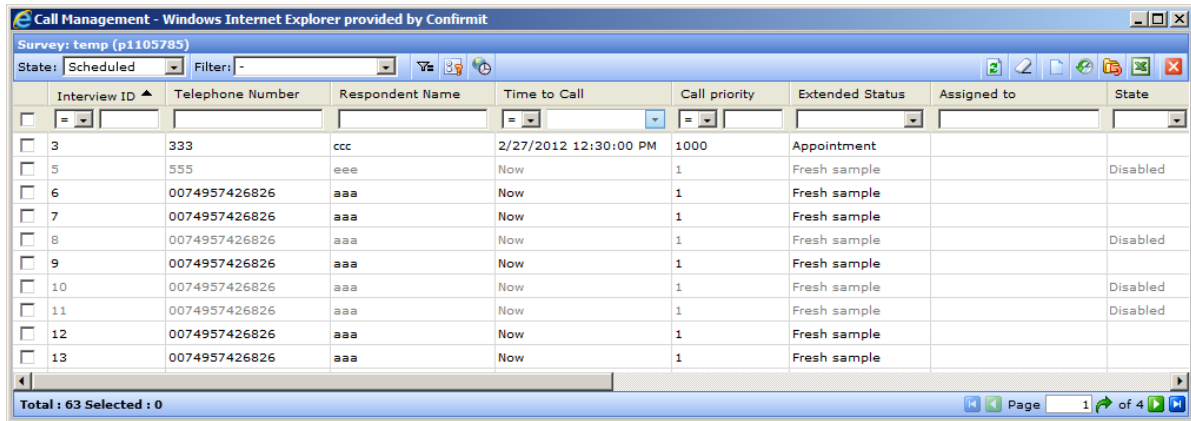 Call Management - Windows Internet Explorer provided by Confirmit
Survey: temp (p1105785)
State: Scheduled Filter: -
Interview ID Telephone Number Respondent Name Time to Call Call priority Extended Status Assigned to State
= = =
3 333 ccc 2/27/2012 12:30:00 PM 1000 Appointment
5 555 eee Now 1 Fresh sample Disabled
6 0074957426826 aaa Now 1 Fresh sample
7 0074957426826 aaa Now 1 Fresh sample
8 0074957426826 aaa Now 1 Fresh sample Disabled
9 0074957426826 aaa Now 1 Fresh sample
10 0074957426826 aaa Now 1 Fresh sample Disabled
11 0074957426826 aaa Now 1 Fresh sample Disabled
12 0074957426826 aaa Now 1 Fresh sample
13 0074957426826 aaa Now 1 Fresh sample
Total : 63 Selected : 0 Page 1 of 4